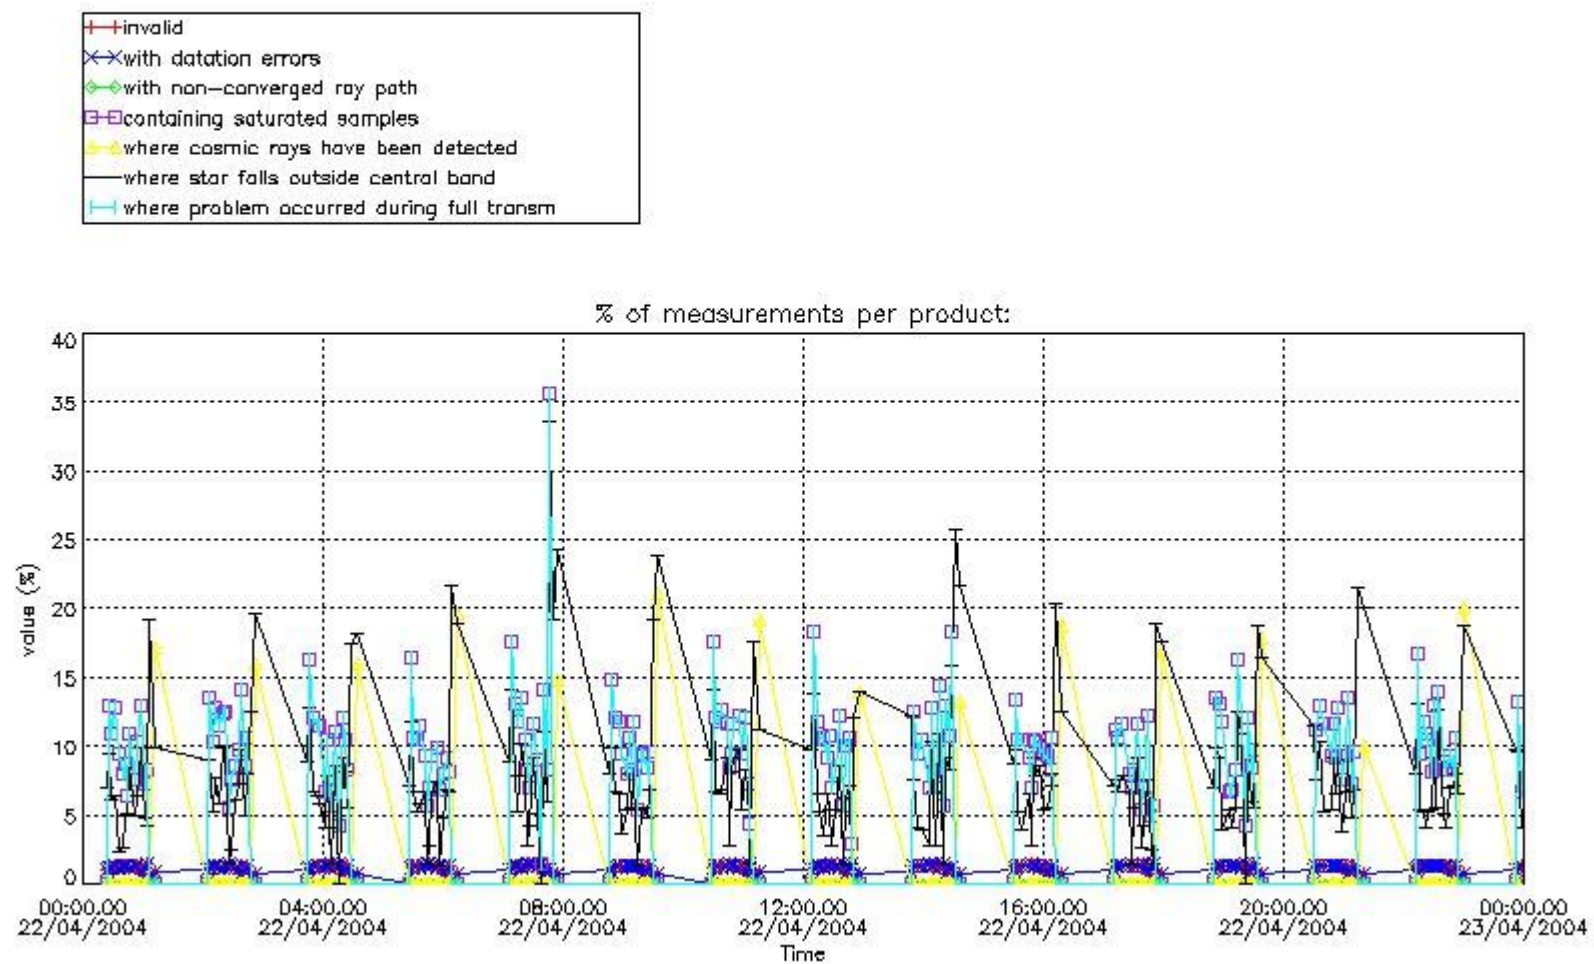 invalid
with datation errors
with non-converged ray path
containing saturated samples
where cosmic rays have been detected
where star falls outside central band
where problem occurred during full transm
% of measurements per product:
40
35
30
25
20
15
10
5
0
value (%)
00:00:00 04:00:00 08:00:00 12:00:00 16:00:00 20:00:00 00:00:00
22/04/2004 22/04/2004 22/04/2004 22/04/2004 22/04/2004 22/04/2004 23/04/2004
Time